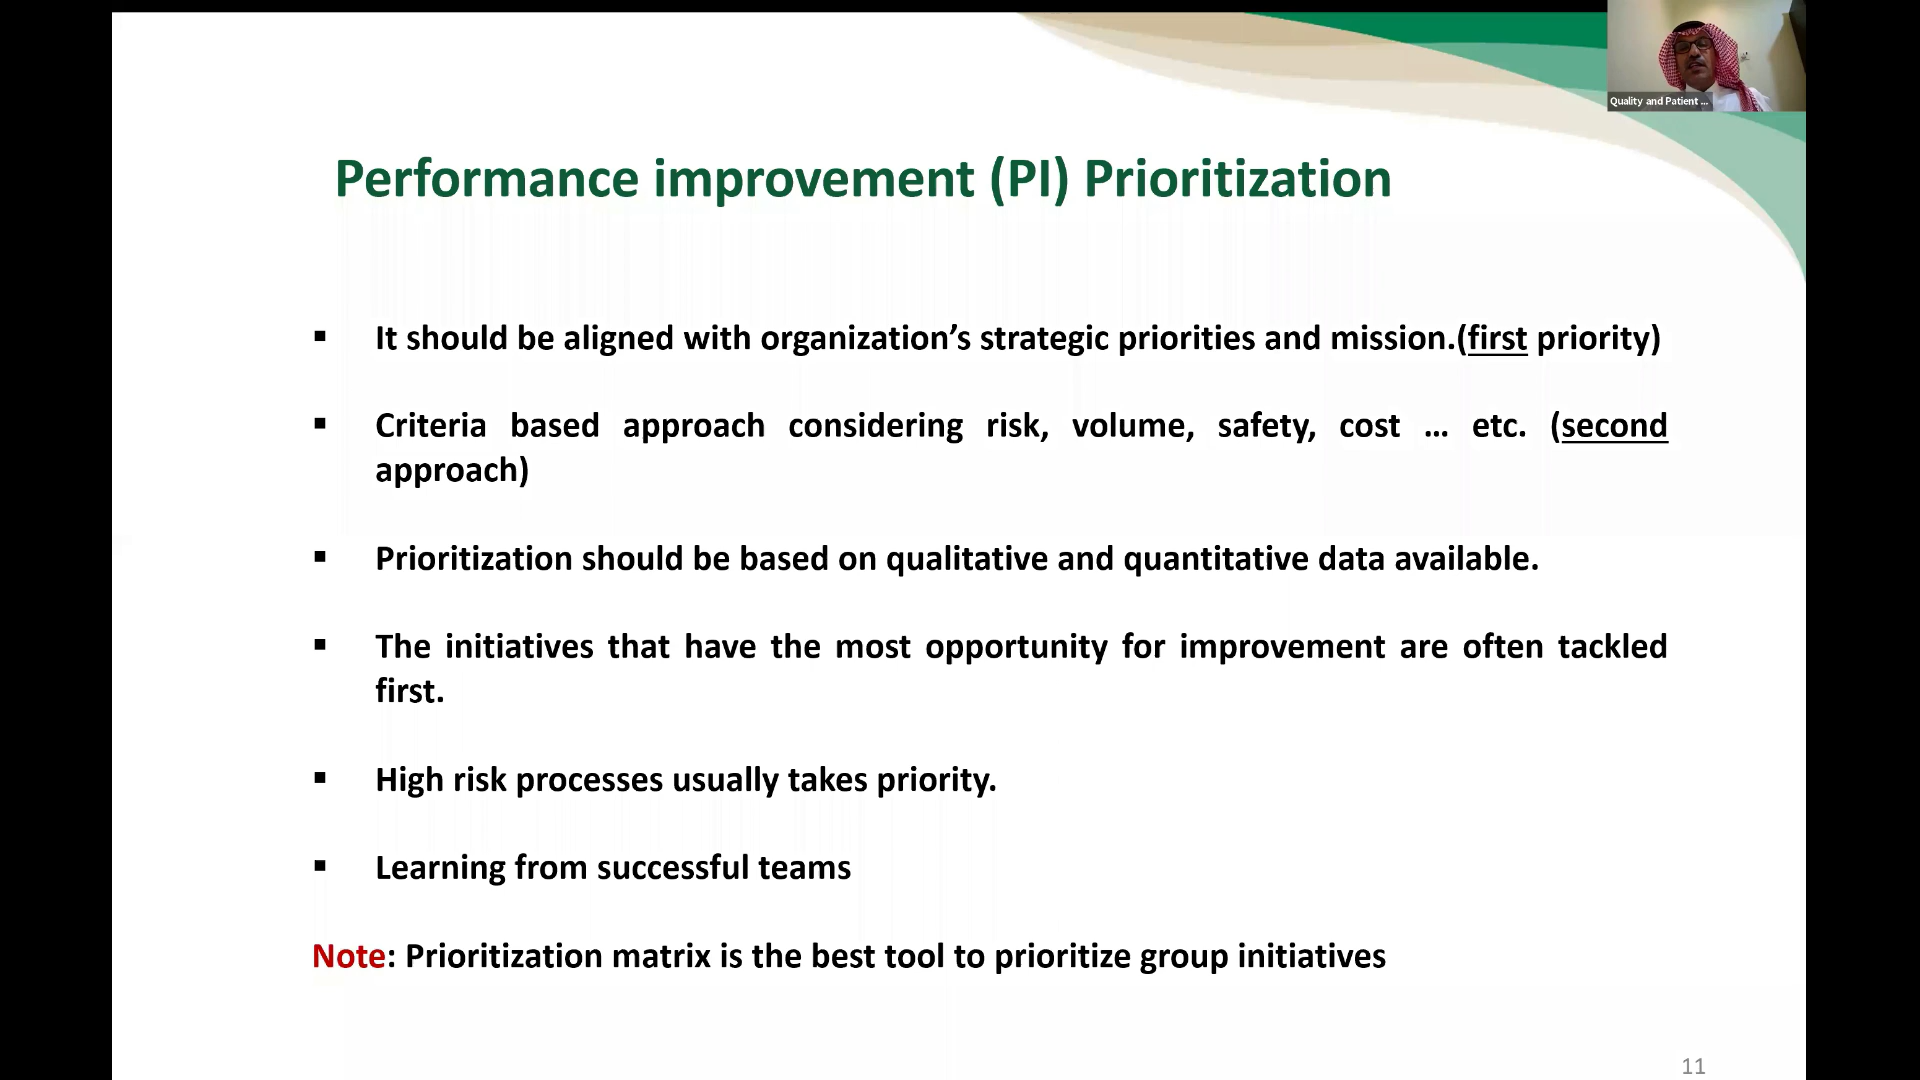 Quality and Patient ...
Performance improvement (PI) Prioritization
▪ It should be aligned with organization’s strategic priorities and mission.(first priority)
▪ Criteria based approach considering risk, volume, safety, cost … etc. (second
approach)
▪ Prioritization should be based on qualitative and quantitative data available.
▪ The initiatives that have the most opportunity for improvement are often tackled
first.
▪ High risk processes usually takes priority.
▪ Learning from successful teams
Note: Prioritization matrix is the best tool to prioritize group initiatives
11